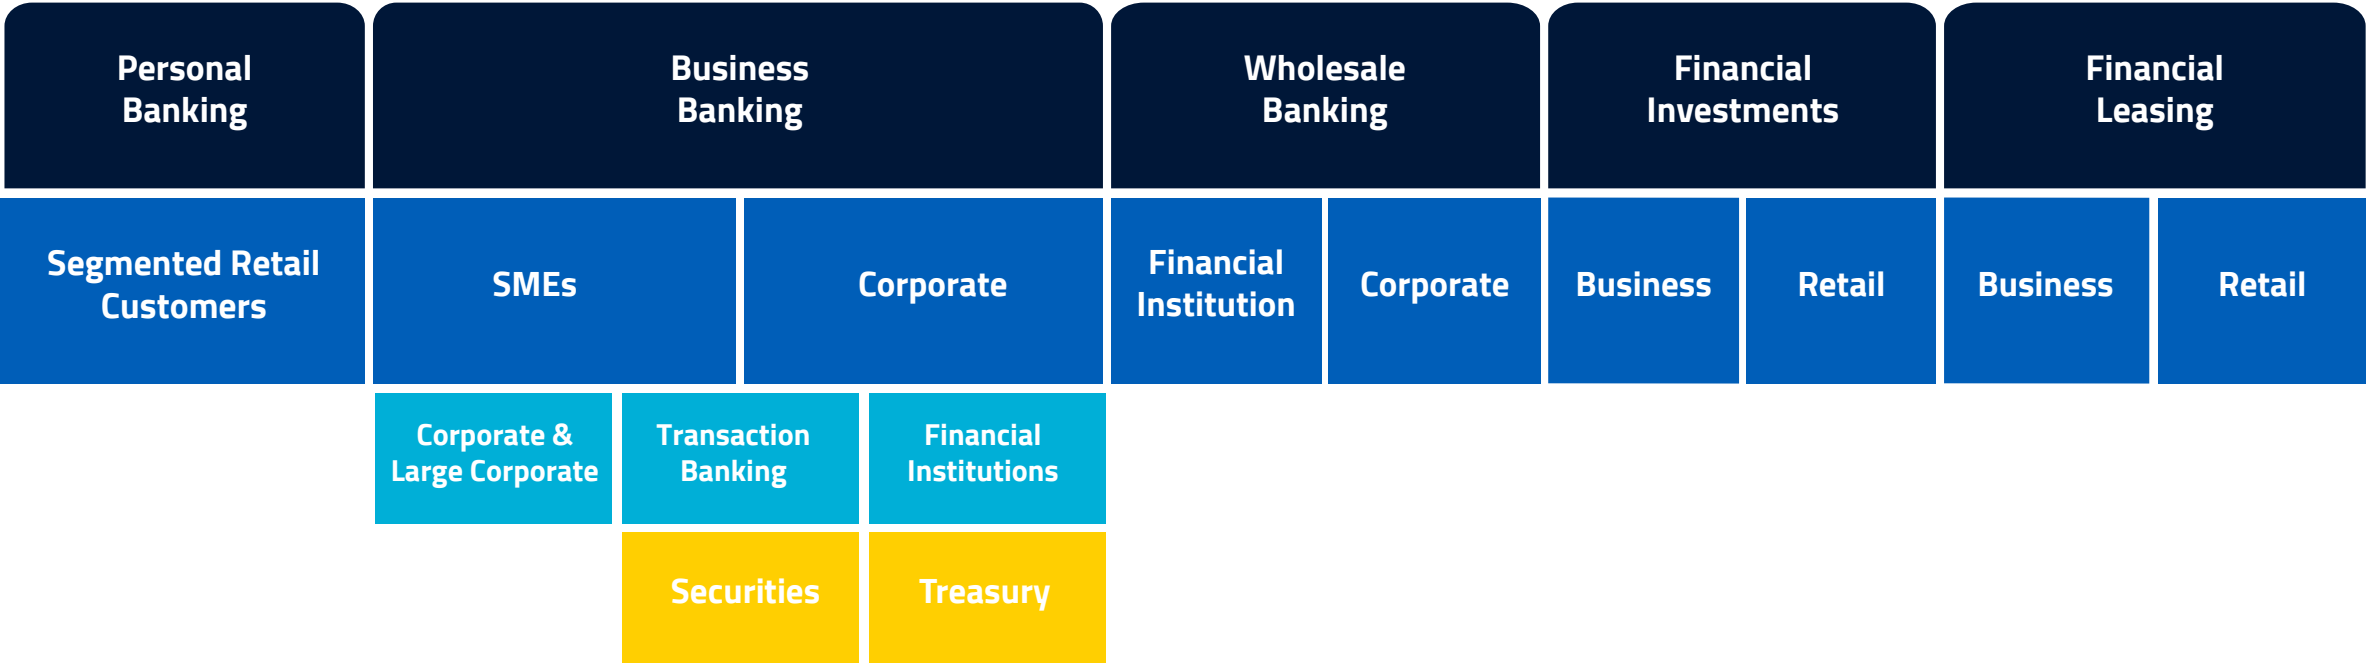 Personal
Banking
Business
Banking
Wholesale
Banking
Financial
Investments
Financial
Leasing
Segmented Retail
Customers
SMEs
Corporate
Financial
Institution
Corporate
Business
Retail
Business
Retail
Corporate &
Large Corporate
Transaction
Banking
Financial
Institutions
Securities
Treasury